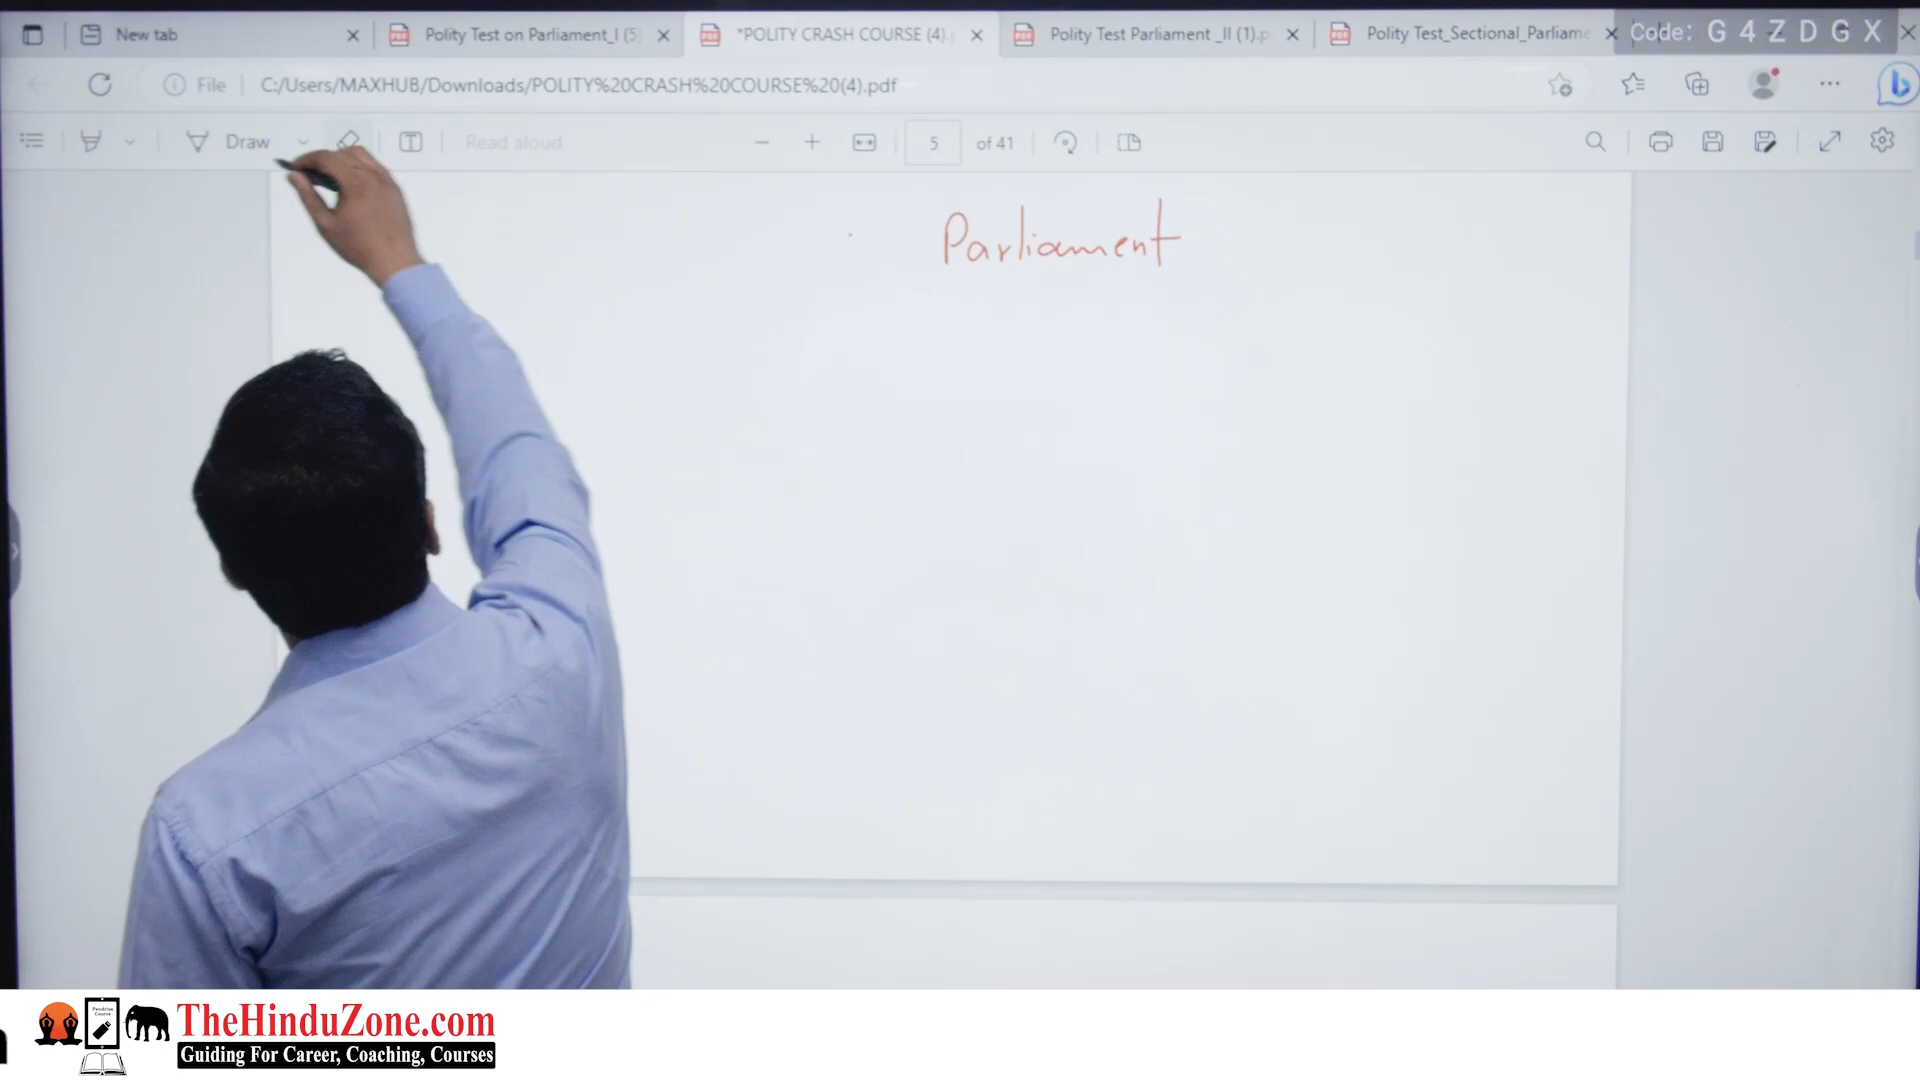 New tab
Polity Test on Parliament_I (5)
*POLITY CRASH COURSE (4).p
Polity Test Parliament _II (1).p
Polity Test_Sectional_Parliame
Code: G 4 Z D G X
File
C:/Users/MAXHUB/Downloads/POLITY%20CRASH%20COURSE%20(4).pdf
Draw
Read aloud
5 of 41
Parliament
Pendrive
Course
TheHinduZone.com
Guiding For Career, Coaching, Courses